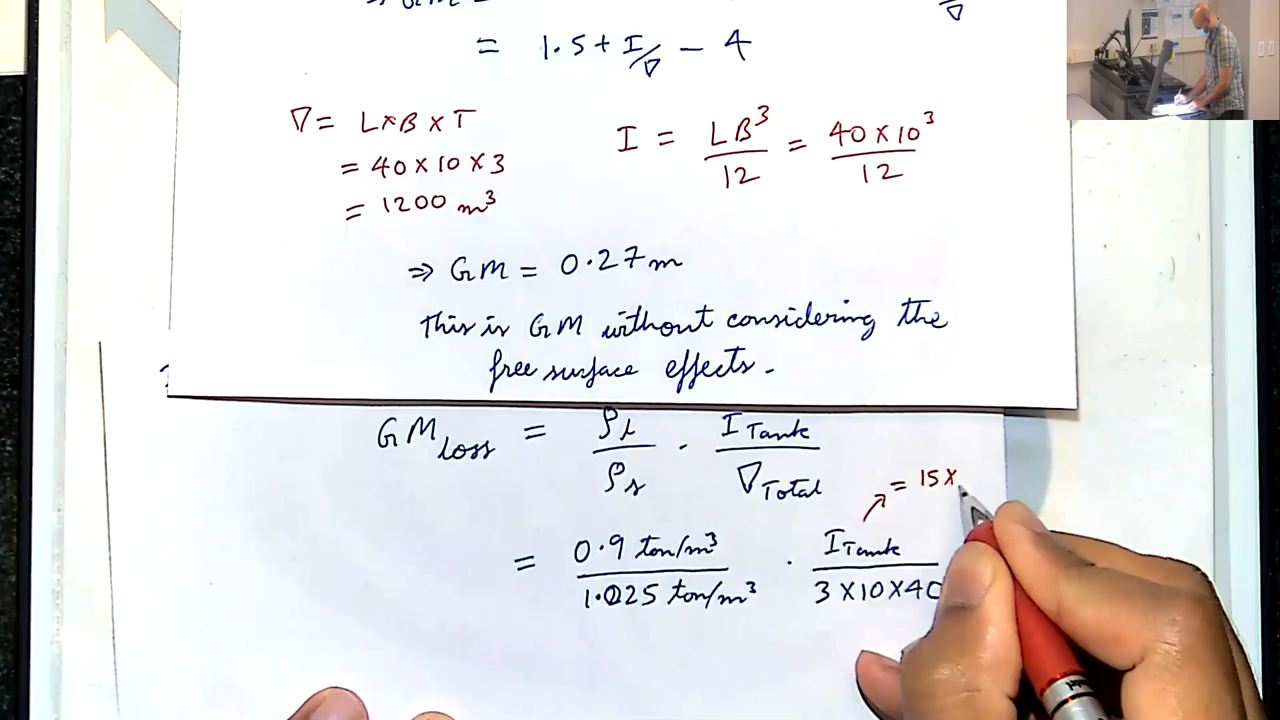 = 1.5 + I/∇ - 4
∇ = L×B×T
= 40×10×3
= 1200 m³
I = LB³/12 = 40×10³/12
⇒ GM = 0.27m
This is GM without considering the
free surface effects.
GM_loss = ρ_l/ρ_s · I_Tank/∇_Total
= 15×
= 0.9 ton/m³/1.025 ton/m³ · I_Tank/3×10×40